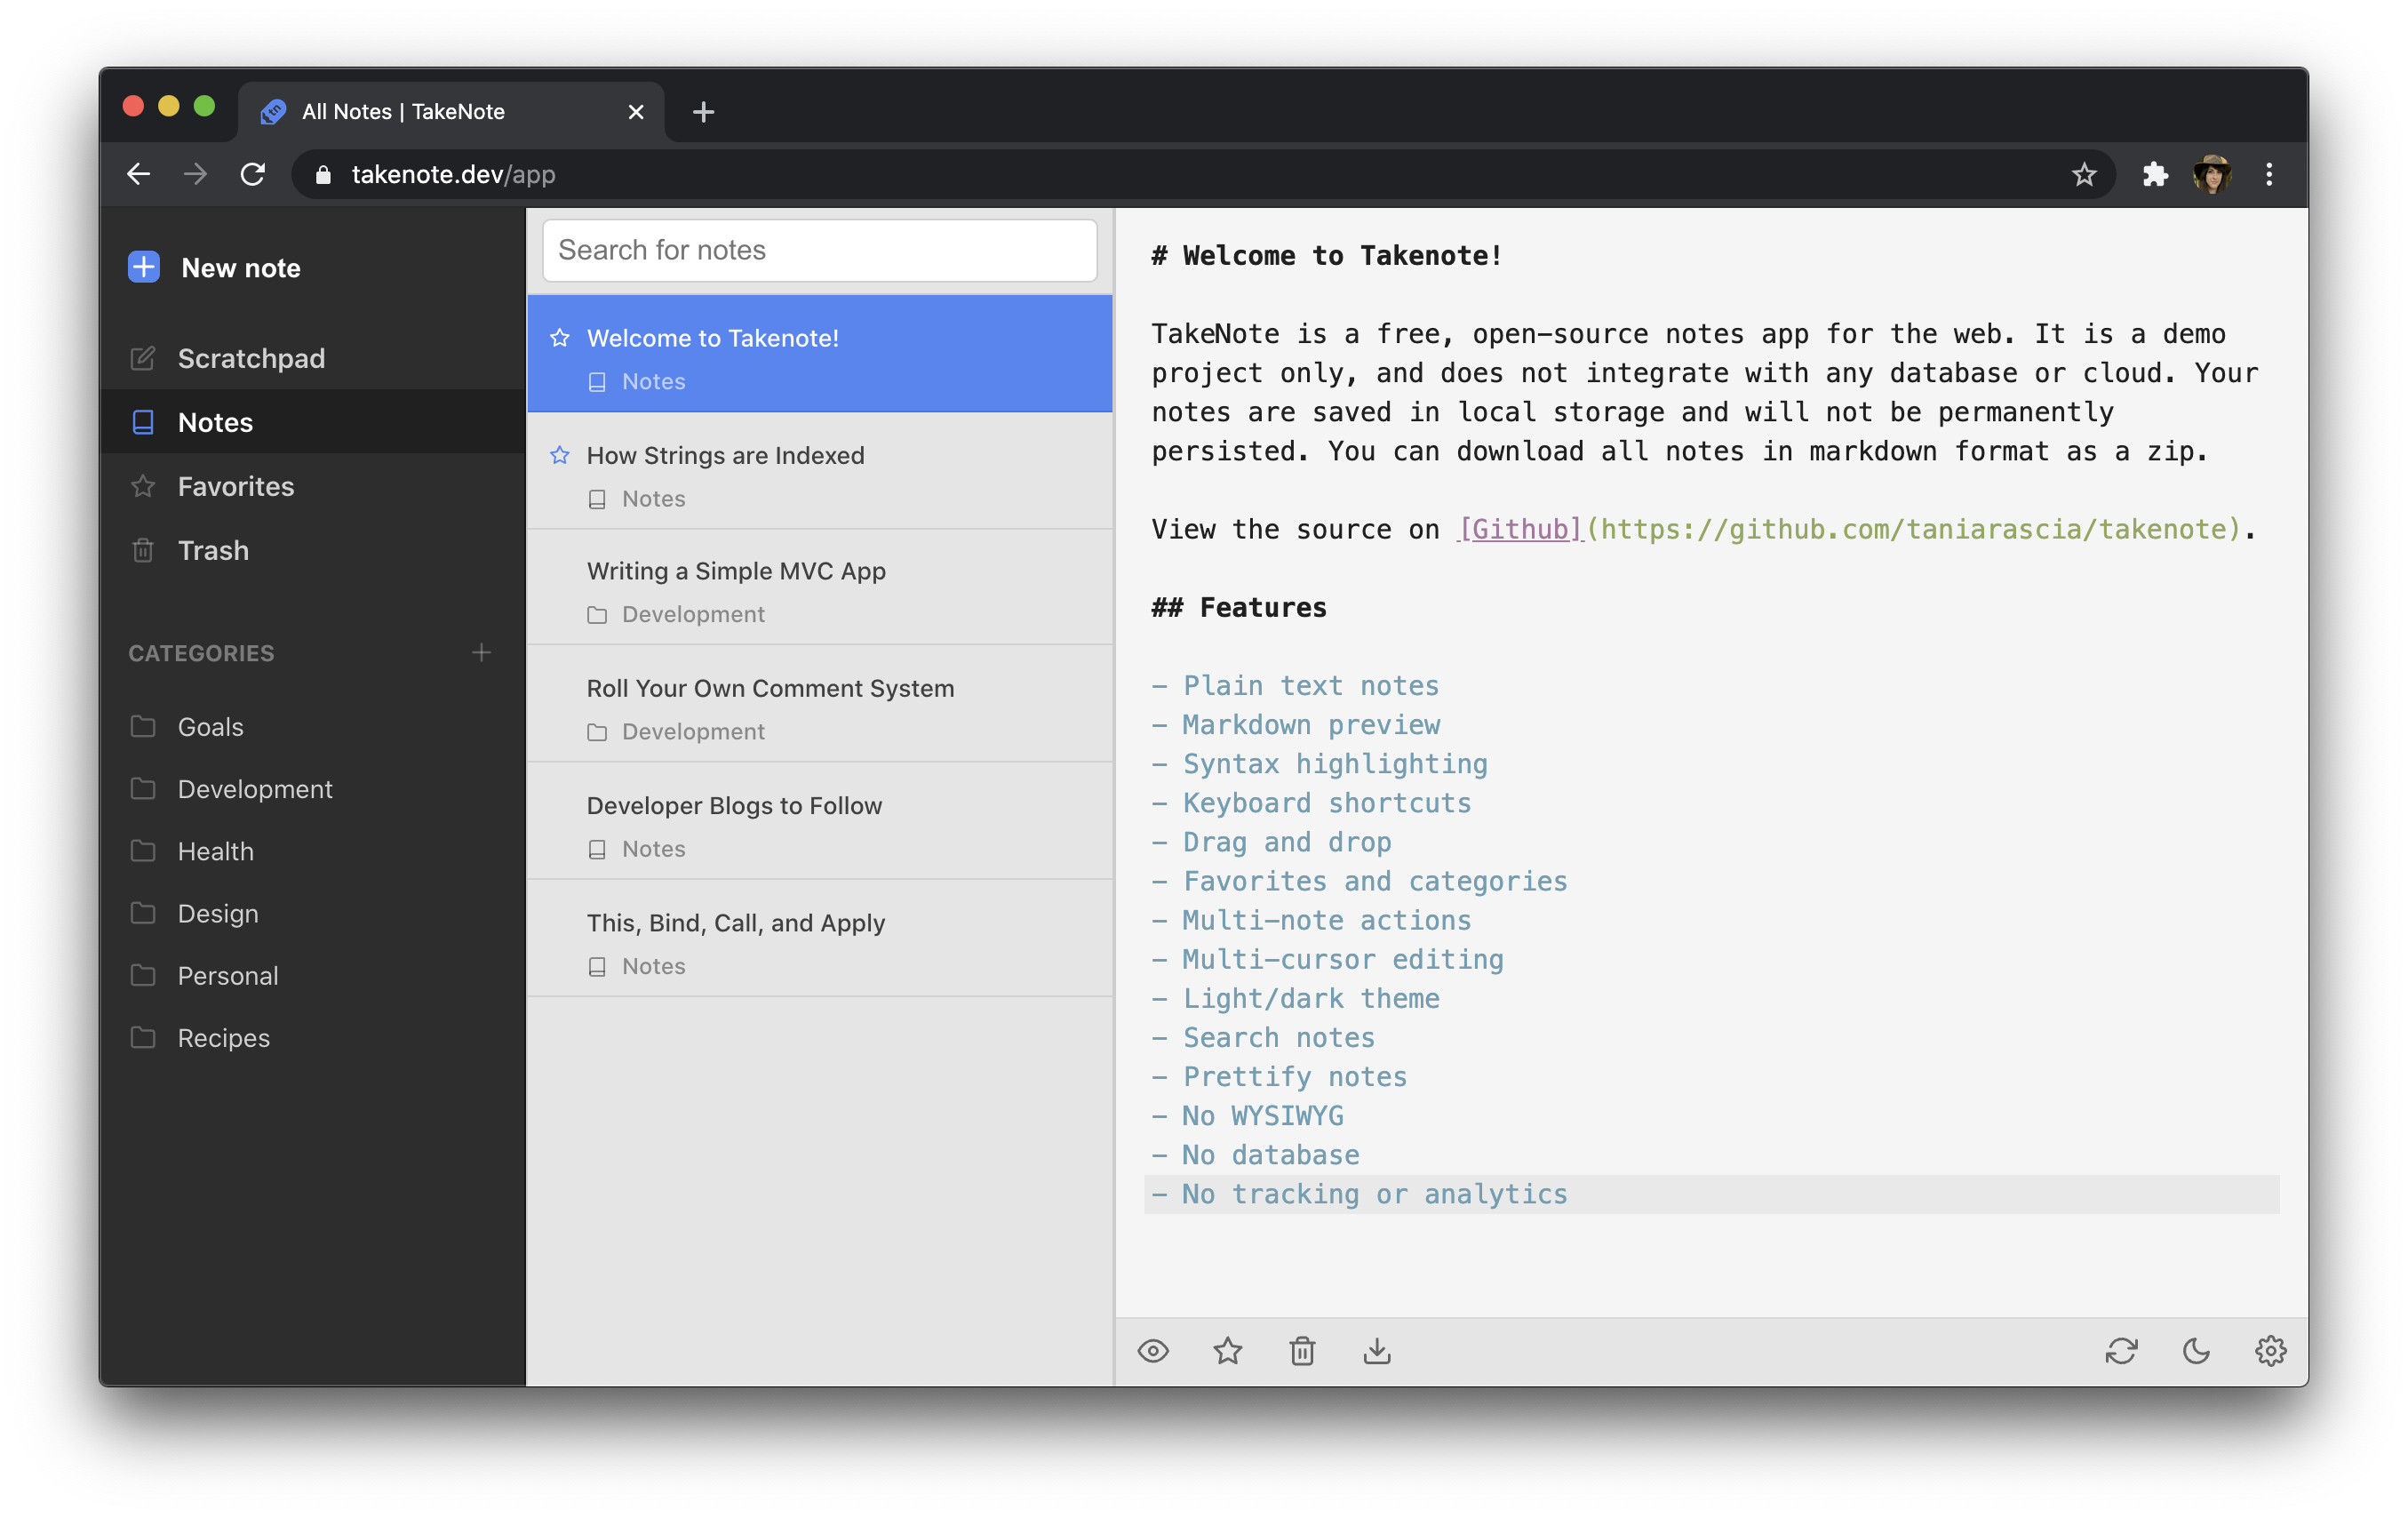 All Notes | TakeNote
takenote.dev/app
New note
Scratchpad
Notes
Favorites
Trash
CATEGORIES
Goals
Development
Health
Design
Personal
Recipes
Search for notes
Welcome to Takenote!
Notes
How Strings are Indexed
Notes
Writing a Simple MVC App
Development
Roll Your Own Comment System
Development
Developer Blogs to Follow
Notes
This, Bind, Call, and Apply
Notes
# Welcome to Takenote!
TakeNote is a free, open-source notes app for the web. It is a demo
project only, and does not integrate with any database or cloud. Your
notes are saved in local storage and will not be permanently
persisted. You can download all notes in markdown format as a zip.
View the source on [Github](https://github.com/taniarascia/takenote).
## Features
- Plain text notes
- Markdown preview
- Syntax highlighting
- Keyboard shortcuts
- Drag and drop
- Favorites and categories
- Multi-note actions
- Multi-cursor editing
- Light/dark theme
- Search notes
- Prettify notes
- No WYSIWYG
- No database
- No tracking or analytics